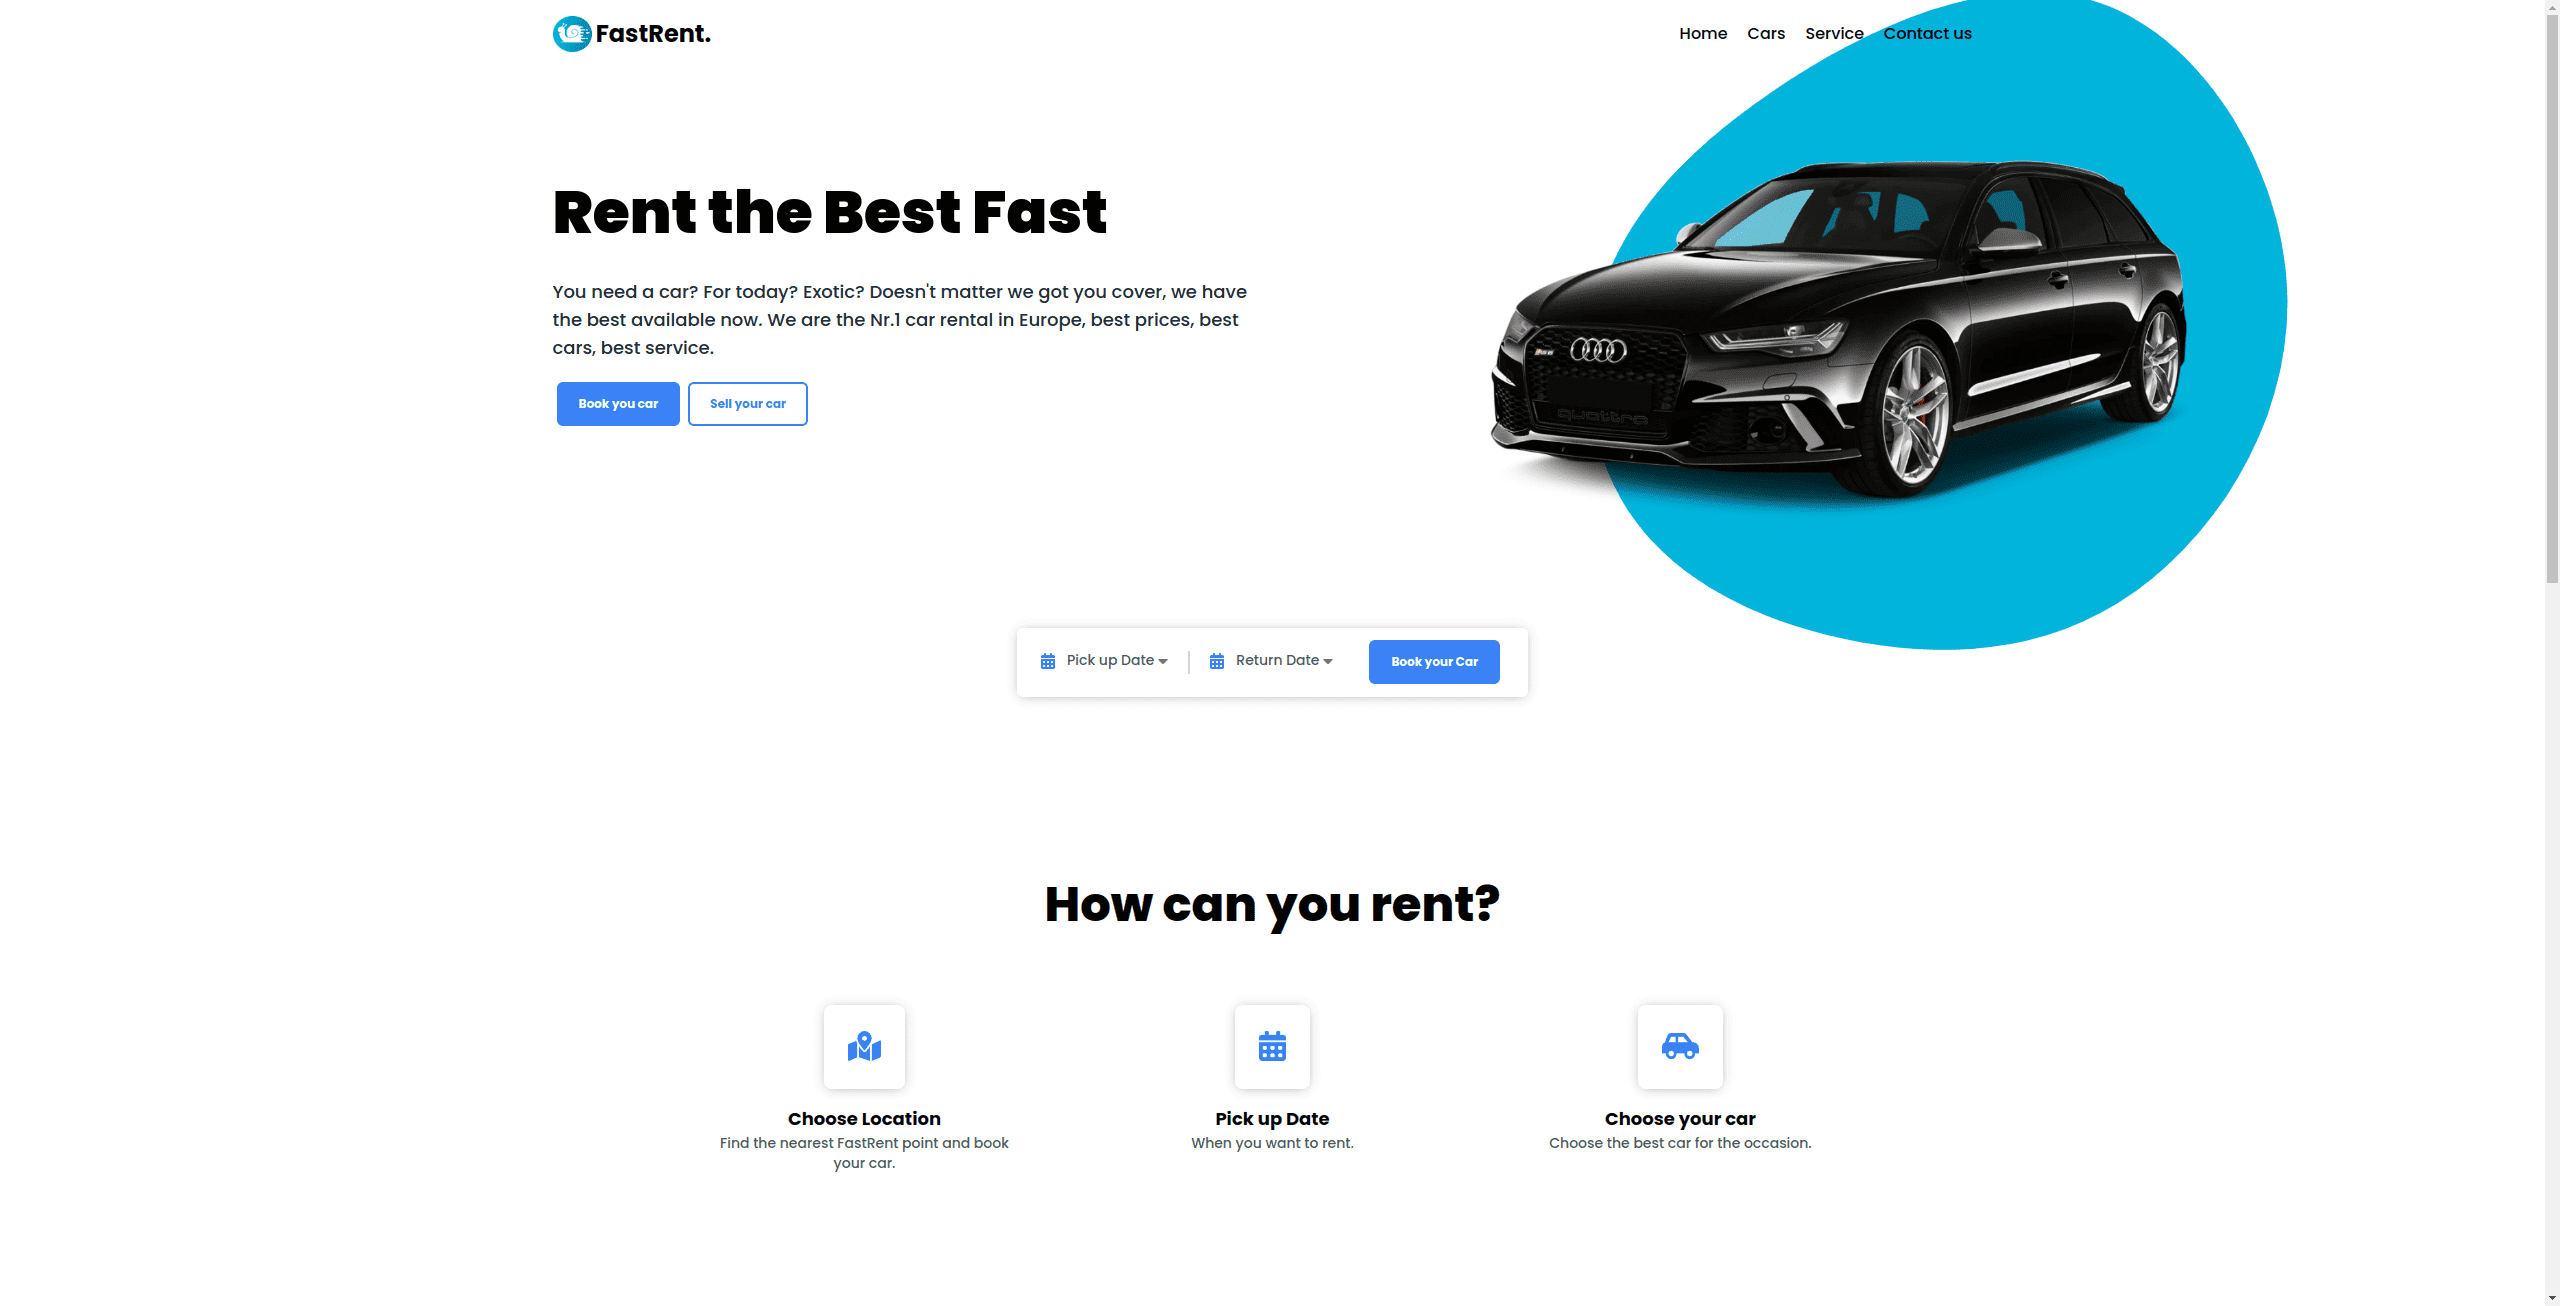 FastRent.
Home Cars Service Contact us
Rent the Best Fast
You need a car? For today? Exotic? Doesn't matter we got you cover, we have
the best available now. We are the Nr.1 car rental in Europe, best prices, best
cars, best service.
Book you car Sell your car
quattro
Pick up Date Return Date Book your Car
How can you rent?
Choose Location
Find the nearest FastRent point and book
your car.
Pick up Date
When you want to rent.
Choose your car
Choose the best car for the occasion.